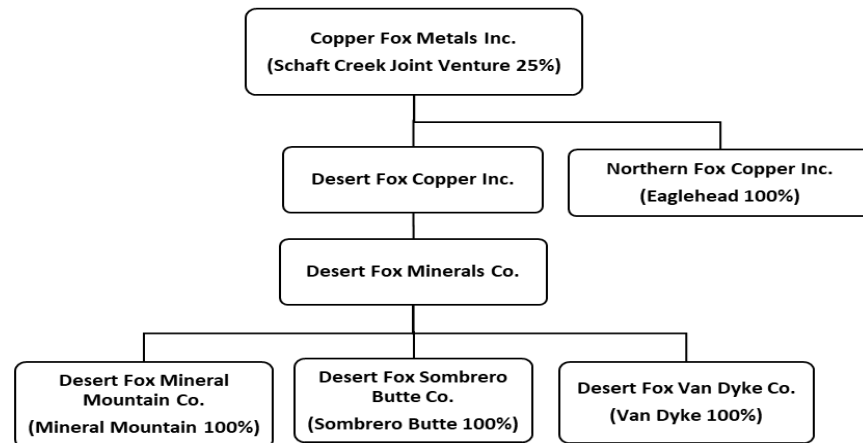 Copper Fox Metals Inc.
(Schaft Creek Joint Venture 25%)
Desert Fox Copper Inc.
Northern Fox Copper Inc.
(Eaglehead 100%)
Desert Fox Minerals Co.
Desert Fox Mineral
Mountain Co.
(Mineral Mountain 100%)
Desert Fox Sombrero
Butte Co.
(Sombrero Butte 100%)
Desert Fox Van Dyke Co.
(Van Dyke 100%)